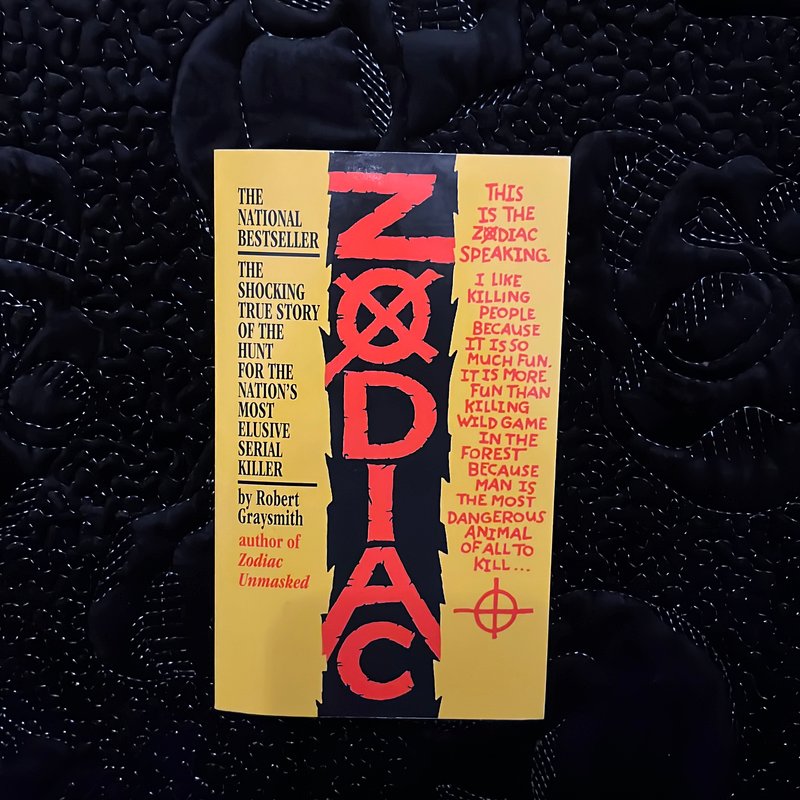 THE
NATIONAL
BESTSELLER
THE
SHOCKING
TRUE STORY
OF THE
HUNT
FOR THE
NATION'S
MOST
ELUSIVE
SERIAL
KILLER
by Robert
Graysmith
author of
Zodiac
Unmasked
ZODIAC
THIS
IS THE
ZODIAC
SPEAKING.
I LIKE
KILLING
PEOPLE
BECAUSE
IT IS SO
MUCH FUN.
IT IS MORE
FUN THAN
KILLING
WILD GAME
IN THE
FOREST
BECAUSE
MAN IS
THE MOST
DANGEROUS
ANIMAL
OF ALL TO
KILL...